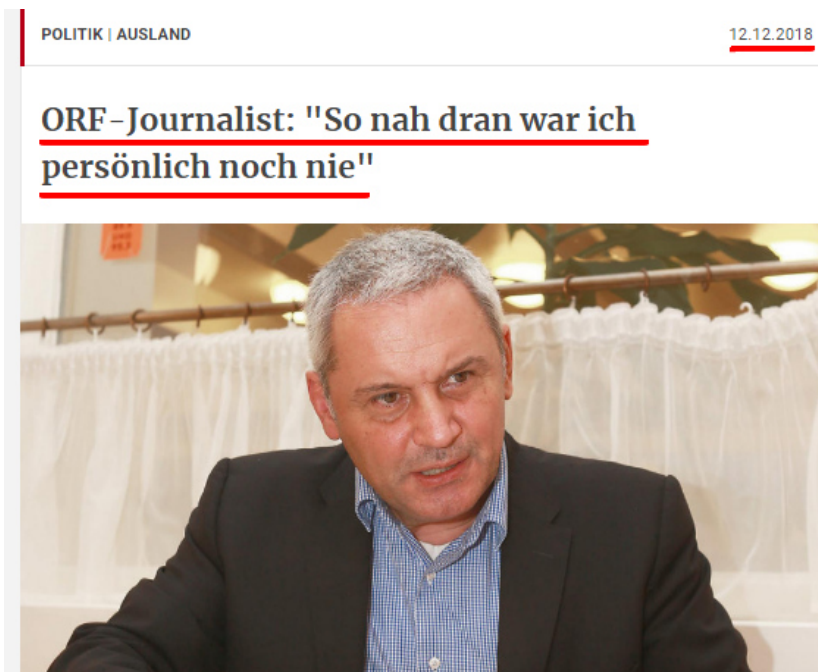 POLITIK | AUSLAND
12.12.2018
ORF-Journalist: "So nah dran war ich
persönlich noch nie"